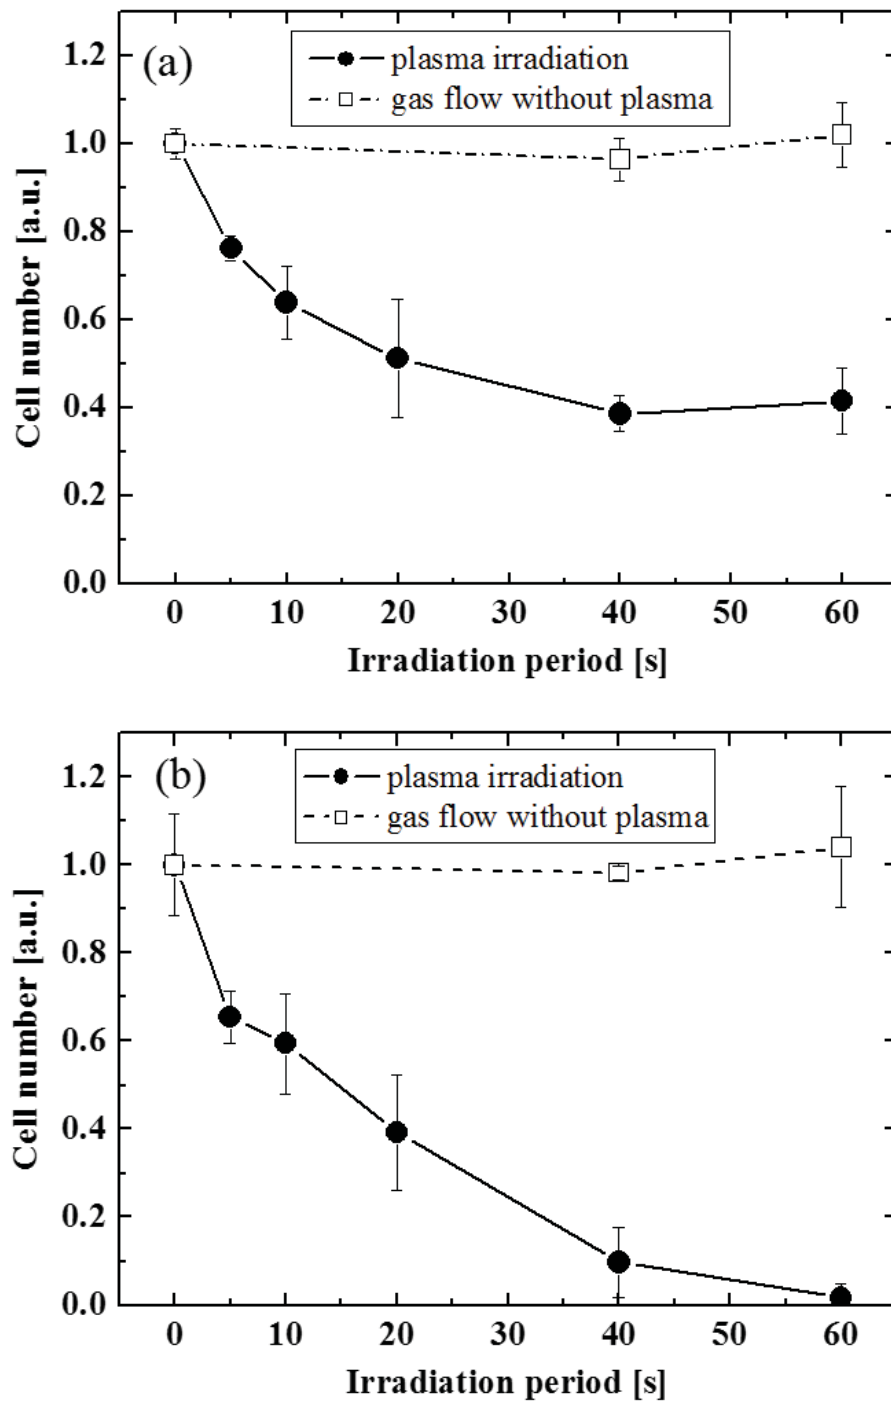 (a)
plasma irradiation
gas flow without plasma
1.2
1.0
0.8
0.6
0.4
0.2
0.0
Cell number [a.u.]
0 10 20 30 40 50 60
Irradiation period [s]
(b)
plasma irradiation
gas flow without plasma
1.2
1.0
0.8
0.6
0.4
0.2
0.0
Cell number [a.u.]
0 10 20 30 40 50 60
Irradiation period [s]